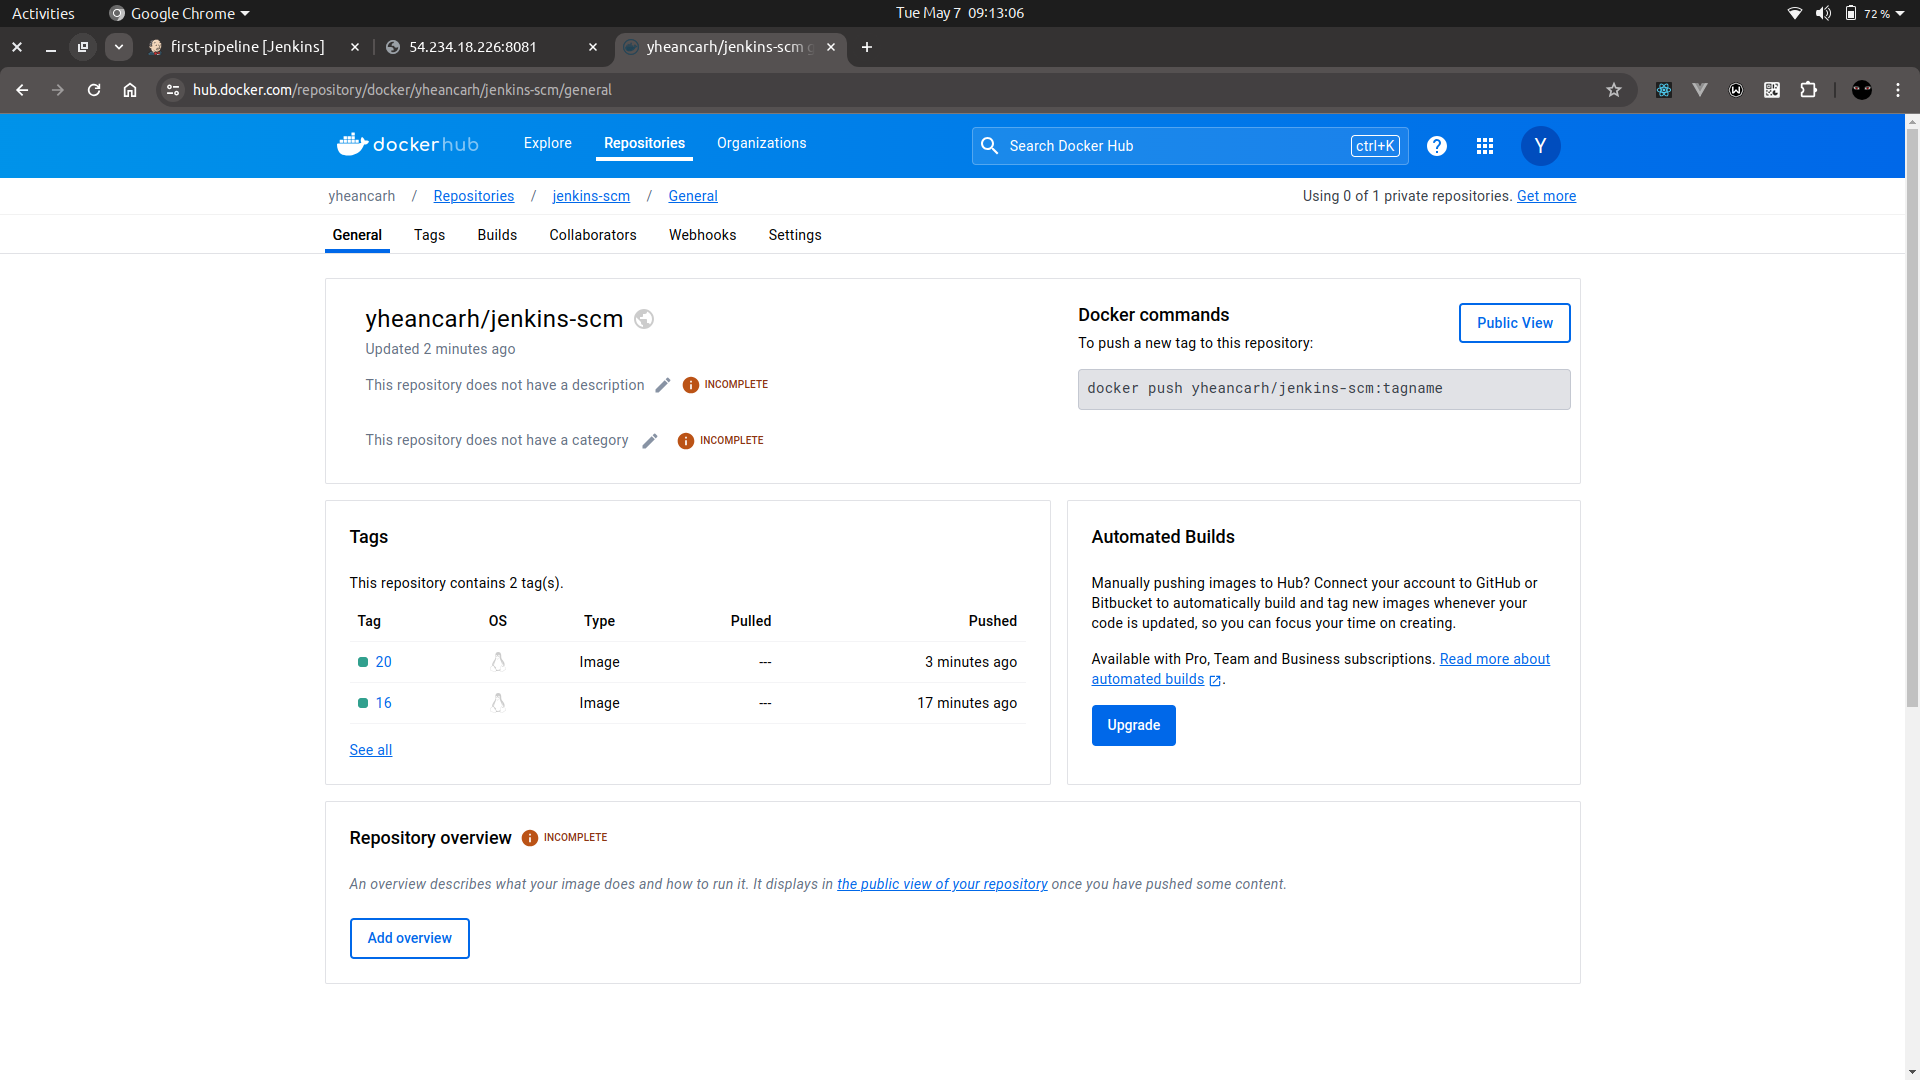 Activities
Google Chrome
Tue May 7 09:13:06
72 %
first-pipeline [Jenkins]
54.234.18.226:8081
yheancarh/jenkins-scm
hub.docker.com/repository/docker/yheancarh/jenkins-scm/general
dockerhub
Explore
Repositories
Organizations
Search Docker Hub
ctrl+K
?
Y
yheancarh / Repositories / jenkins-scm / General
Using 0 of 1 private repositories. Get more
General
Tags
Builds
Collaborators
Webhooks
Settings
yheancarh/jenkins-scm
Updated 2 minutes ago
This repository does not have a description
INCOMPLETE
This repository does not have a category
INCOMPLETE
Docker commands
To push a new tag to this repository:
Public View
docker push yheancarh/jenkins-scm:tagname
Tags
This repository contains 2 tag(s).
Tag OS Type Pulled Pushed
20 Image --- 3 minutes ago
16 Image --- 17 minutes ago
See all
Automated Builds
Manually pushing images to Hub? Connect your account to GitHub or
Bitbucket to automatically build and tag new images whenever your
code is updated, so you can focus your time on creating.
Available with Pro, Team and Business subscriptions. Read more about
automated builds .
Upgrade
Repository overview
INCOMPLETE
An overview describes what your image does and how to run it. It displays in the public view of your repository once you have pushed some content.
Add overview